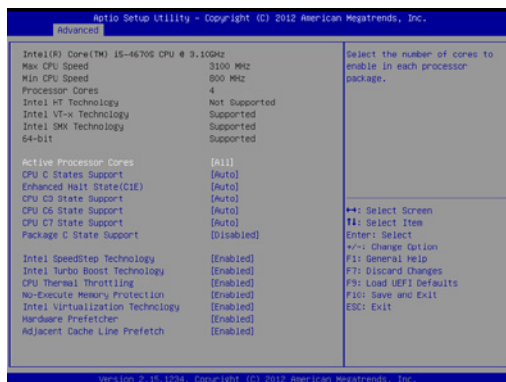 Aptio Setup Utility - Copyright (C) 2012 American Megatrends, Inc.
Advanced
Intel(R) Core(TM) i5-4670S CPU @ 3.10GHz
Max CPU Speed 3100 MHz
Min CPU Speed 800 MHz
Processor Cores 4
Intel HT Technology Not Supported
Intel VT-x Technology Supported
Intel SMX Technology Supported
64-bit Supported
Active Processor Cores [All]
CPU C States Support [Auto]
Enhanced Halt State(C1E) [Auto]
CPU C3 State Support [Auto]
CPU C6 State Support [Auto]
CPU C7 State Support [Auto]
Package C State Support [Disabled]
Intel SpeedStep Technology [Enabled]
Intel Turbo Boost Technology [Enabled]
CPU Thermal Throttling [Enabled]
No-Execute Memory Protection [Enabled]
Intel Virtualization Technology [Enabled]
Hardware Prefetcher [Enabled]
Adjacent Cache Line Prefetch [Enabled]
Select the number of cores to
enable in each processor
package.
↔: Select Screen
↑↓: Select Item
Enter: Select
+/-: Change Option
F1: General Help
F7: Discard Changes
F9: Load UEFI Defaults
F10: Save and Exit
ESC: Exit
Version 2.15.1234. Copyright (C) 2012 American Megatrends, Inc.